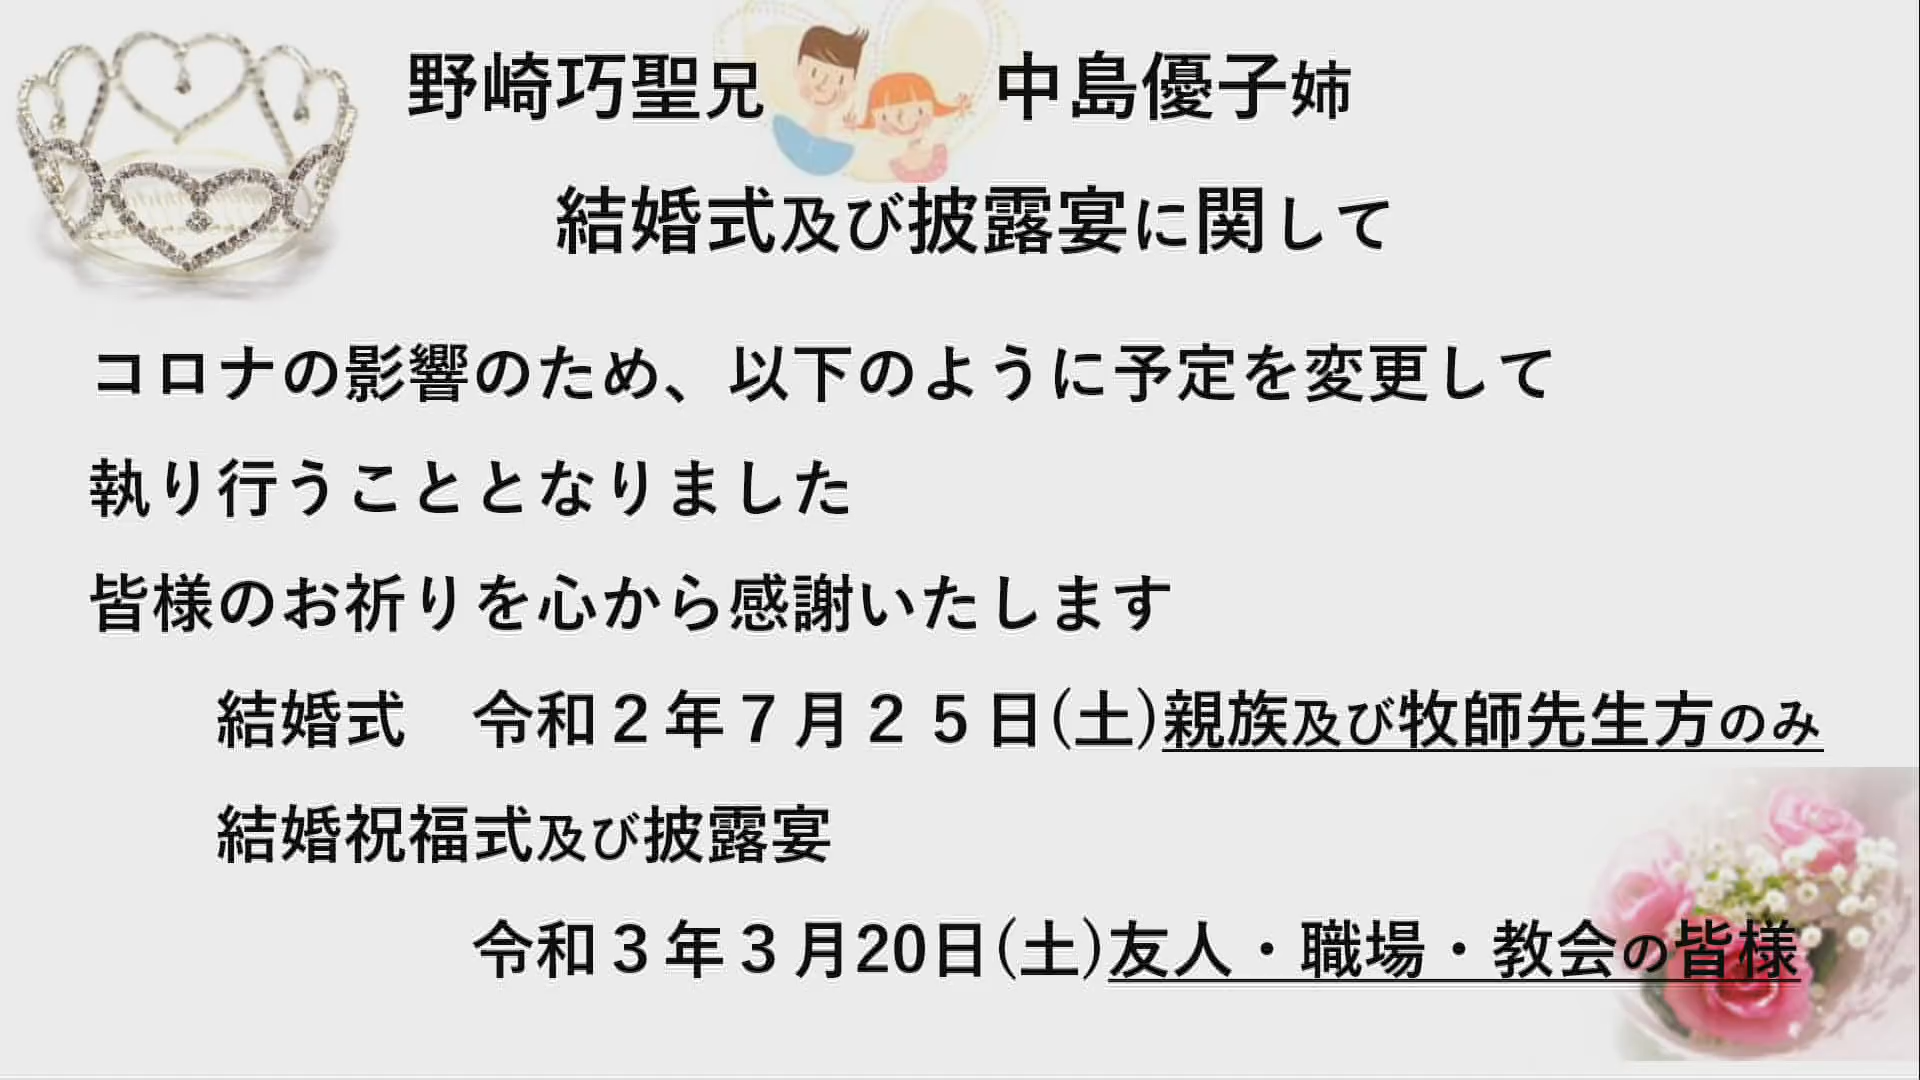 野崎巧聖兄 中島優子姉
結婚式及び披露宴に関して
コロナの影響のため、以下のように予定を変更して
執り行うこととなりました
皆様のお祈りを心から感謝いたします
結婚式　令和２年７月２５日(土)親族及び牧師先生方のみ
結婚祝福式及び披露宴
令和３年３月20日(土)友人・職場・教会の皆様